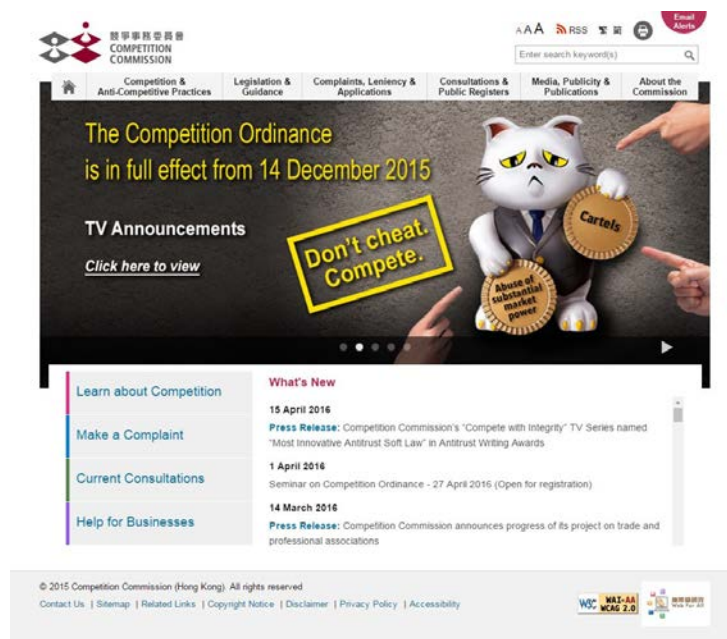 競爭事務委員會
COMPETITION
COMMISSION
A A A RSS 繁 简
Email
Alerts
Enter search keyword(s)
Competition &
Anti-Competitive Practices
Legislation &
Guidance
Complaints, Leniency &
Applications
Consultations &
Public Registers
Media, Publicity &
Publications
About the
Commission
The Competition Ordinance
is in full effect from 14 December 2015
TV Announcements
Click here to view
Don't cheat.
Compete.
Cartels
Abuse of
substantial
market
power
Learn about Competition
Make a Complaint
Current Consultations
Help for Businesses
What's New
15 April 2016
Press Release: Competition Commission's "Compete with Integrity" TV Series named
"Most Innovative Antitrust Soft Law" in Antitrust Writing Awards
1 April 2016
Seminar on Competition Ordinance - 27 April 2016 (Open for registration)
14 March 2016
Press Release: Competition Commission announces progress of its project on trade and
professional associations
© 2015 Competition Commission (Hong Kong). All rights reserved
Contact Us | Sitemap | Related Links | Copyright Notice | Disclaimer | Privacy Policy | Accessibility
W3C WAI-AA
WCAG 2.0
Web For All